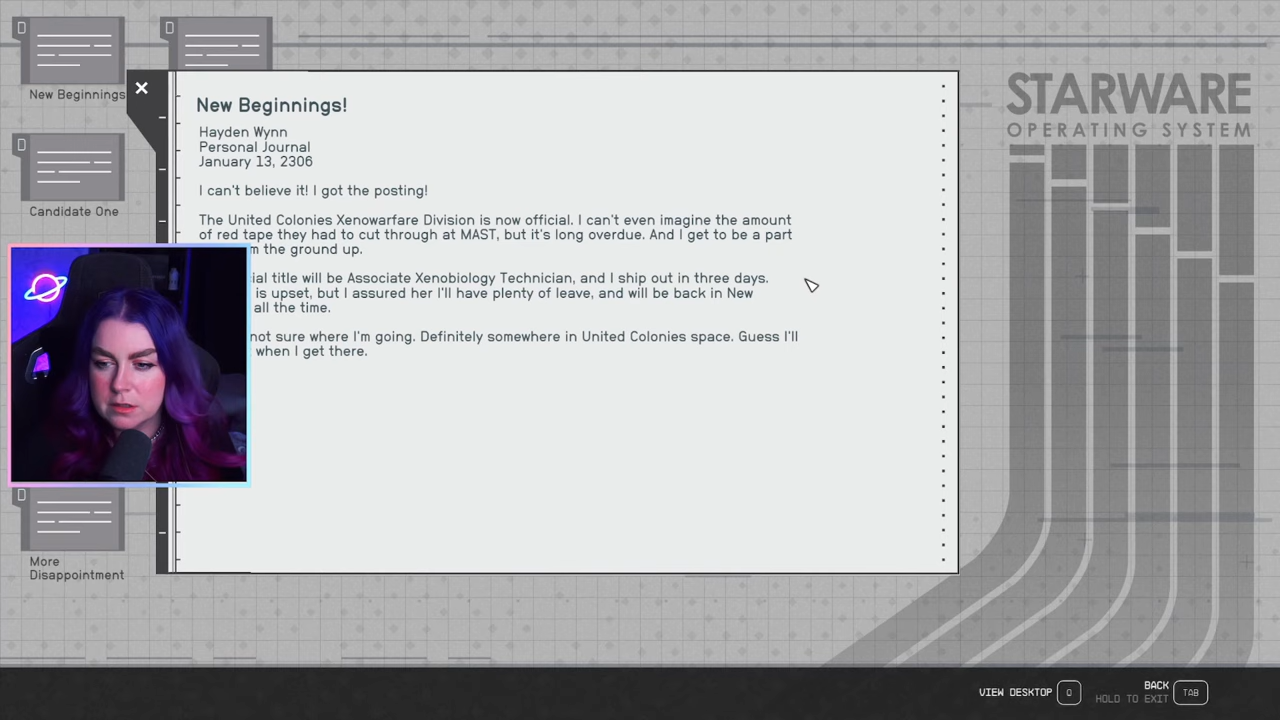 New Beginnings
Candidate One
More
Disappointment
New Beginnings!
Hayden Wynn
Personal Journal
January 13, 2306
I can't believe it! I got the posting!
The United Colonies Xenowarfare Division is now official. I can't even imagine the amount
of red tape they had to cut through at MAST, but it's long overdue. And I get to be a part
the ground up.
title will be Associate Xenobiology Technician, and I ship out in three days.
is upset, but I assured her I'll have plenty of leave, and will be back in New
all the time.
not sure where I'm going. Definitely somewhere in United Colonies space. Guess I'll
when I get there.
STARWARE
OPERATING SYSTEM
VIEW DESKTOP Q
BACK
HOLD TO EXIT TAB